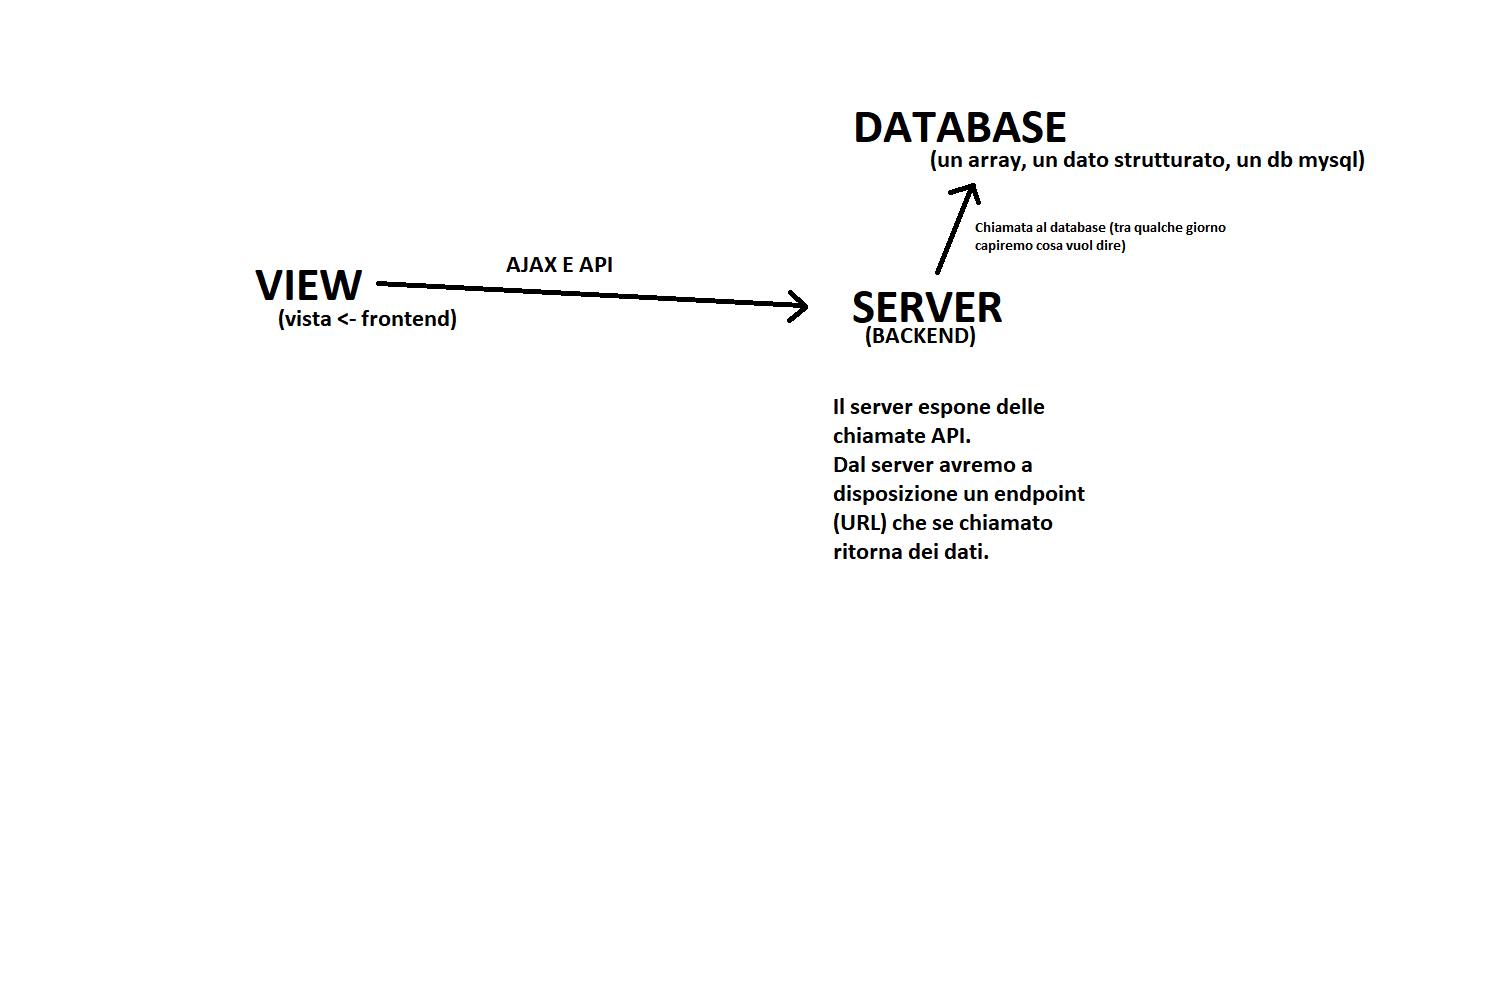 DATABASE
(un array, un dato strutturato, un db mysql)
Chiamata al database (tra qualche giorno
capiremo cosa vuol dire)
AJAX E API
VIEW
(vista <- frontend)
SERVER
(BACKEND)
Il server espone delle
chiamate API.
Dal server avremo a
disposizione un endpoint
(URL) che se chiamato
ritorna dei dati.